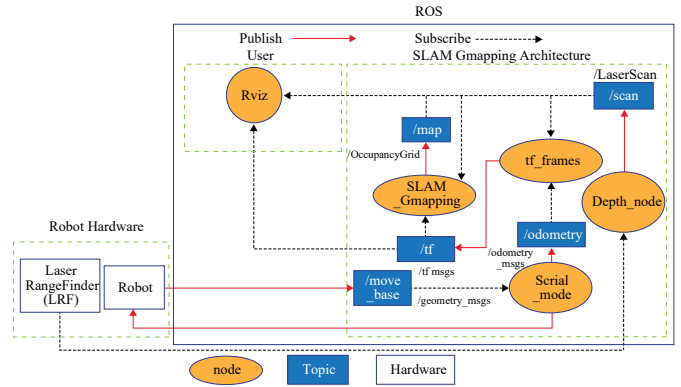 ROS
Publish
Subscribe
User
SLAM Gmapping Architecture
/LaserScan
Rviz
/scan
/map
/OccupancyGrid
tf_frames
SLAM
_Gmapping
Depth_node
Robot Hardware
/tf
/odometry
/tf msgs
/odometry
_msgs
Laser
RangeFinder
(LRF)
Robot
/move
_base
/geometry_msgs
Scrial
_mode
node
Topic
Hardware